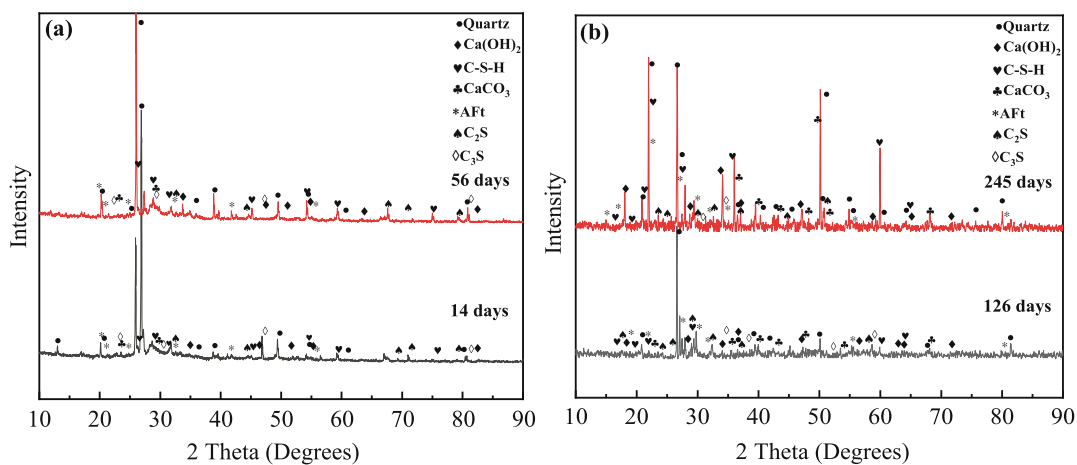 (a)
Quartz
Ca(OH)2
C-S-H
CaCO3
*AFt
C2S
C3S
56 days
14 days
Intensity
10 20 30 40 50 60 70 80 90
2 Theta (Degrees)
(b)
Quartz
Ca(OH)2
C-S-H
CaCO3
*AFt
C2S
C3S
245 days
126 days
Intensity
10 20 30 40 50 60 70 80 90
2 Theta (Degrees)